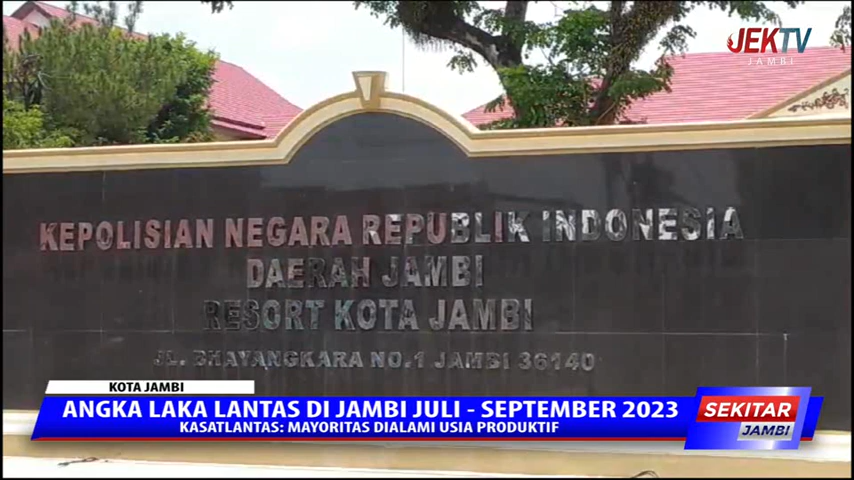 JEKTV
JAMBI
KEPOLISIAN NEGARA REPUBLIK INDONESIA
DAERAH JAMBI
RESORT KOTA JAMBI
JL. BHAYANGKARA NO.1 JAMBI 36140
KOTA JAMBI
ANGKA LAKA LANTAS DI JAMBI JULI - SEPTEMBER 2023
KASATLANTAS: MAYORITAS DIALAMI USIA PRODUKTIF
SEKITAR
JAMBI